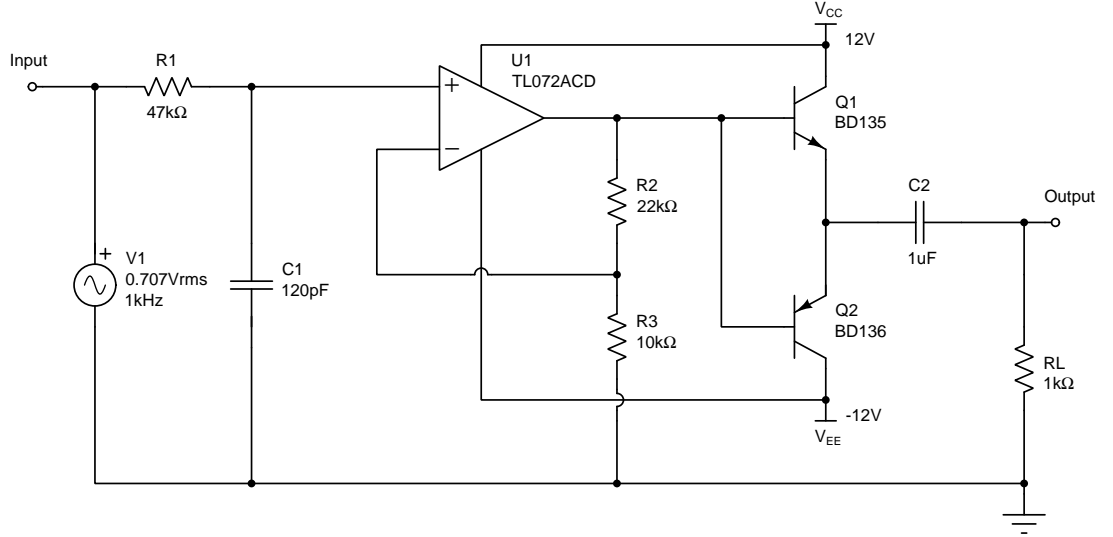 V_CC
12V
Input
R1
47kΩ
U1
TL072ACD
+
−
Q1
BD135
R2
22kΩ
C2
1uF
Output
+
V1
0.707Vrms
1kHz
C1
120pF
R3
10kΩ
Q2
BD136
RL
1kΩ
-12V
V_EE